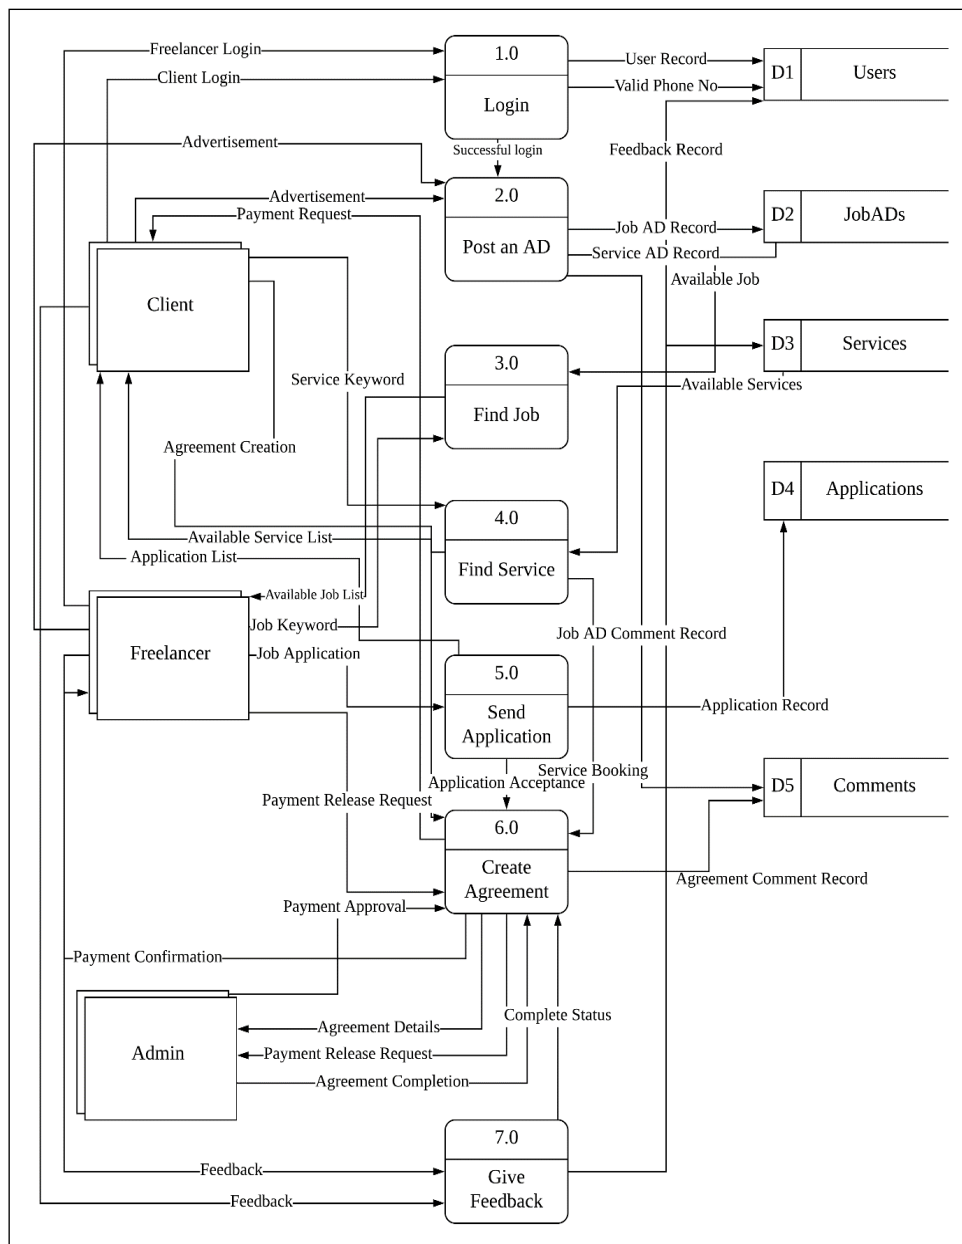 Freelancer Login
1.0
User Record
D1
Users
Client Login
Valid Phone No
Login
Advertisement
Successful login
Feedback Record
Advertisement
2.0
Payment Request
Job AD Record
D2
JobADs
Post an AD
Service AD Record
Available Job
Client
3.0
D3
Services
Service Keyword
Available Services
Find Job
Agreement Creation
D4
Applications
4.0
Available Service List
Application List
Find Service
Available Job List
Job Keyword
Job AD Comment Record
Freelancer
Job Application
5.0
Send
Application
Application Record
Service Booking
Application Acceptance
D5
Comments
Payment Release Request
6.0
Create
Agreement
Agreement Comment Record
Payment Approval
Payment Confirmation
Complete Status
Agreement Details
Admin
Payment Release Request
Agreement Completion
7.0
Feedback
Give
Feedback
Feedback